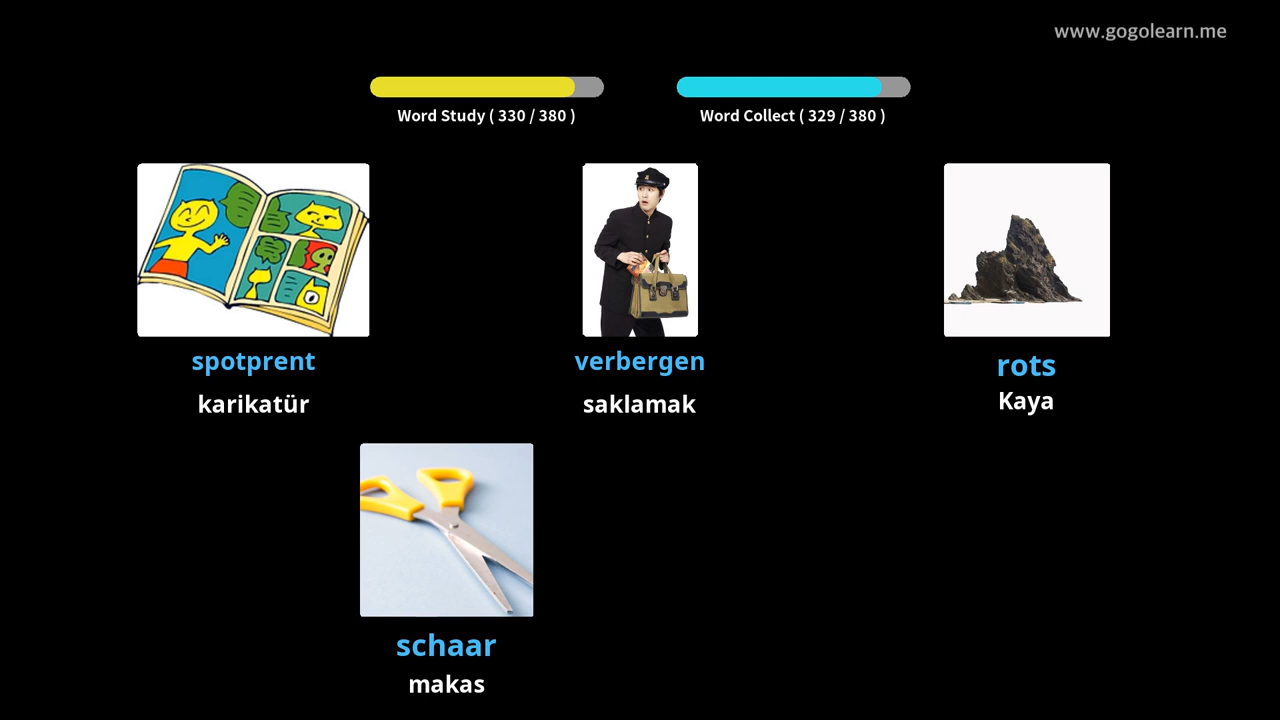 www.gogolearn.me
Word Study ( 330 / 380 )
Word Collect ( 329 / 380 )
spotprent
karikatür
verbergen
saklamak
rots
Kaya
schaar
makas